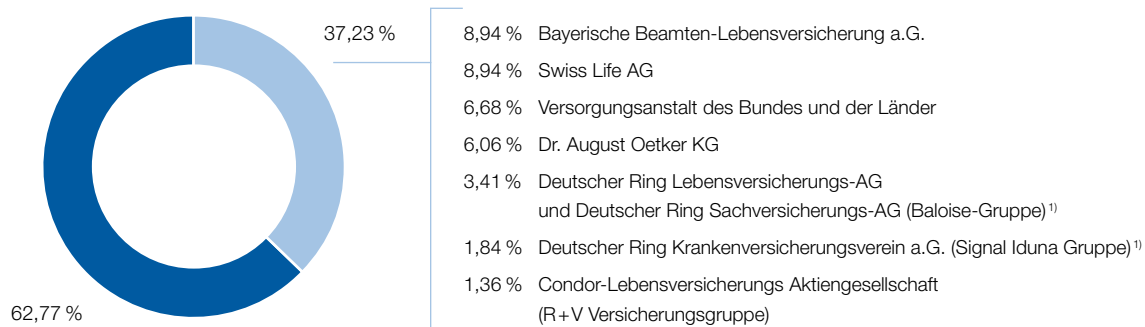 37,23 %
8,94 % Bayerische Beamten-Lebensversicherung a.G.
8,94 % Swiss Life AG
6,68 % Versorgungsanstalt des Bundes und der Länder
6,06 % Dr. August Oetker KG
3,41 % Deutscher Ring Lebensversicherungs-AG
und Deutscher Ring Sachversicherungs-AG (Baloise-Gruppe) 1)
1,84 % Deutscher Ring Krankenversicherungsverein a.G. (Signal Iduna Gruppe) 1)
1,36 % Condor-Lebensversicherungs Aktiengesellschaft
(R+V Versicherungsgruppe)
62,77 %